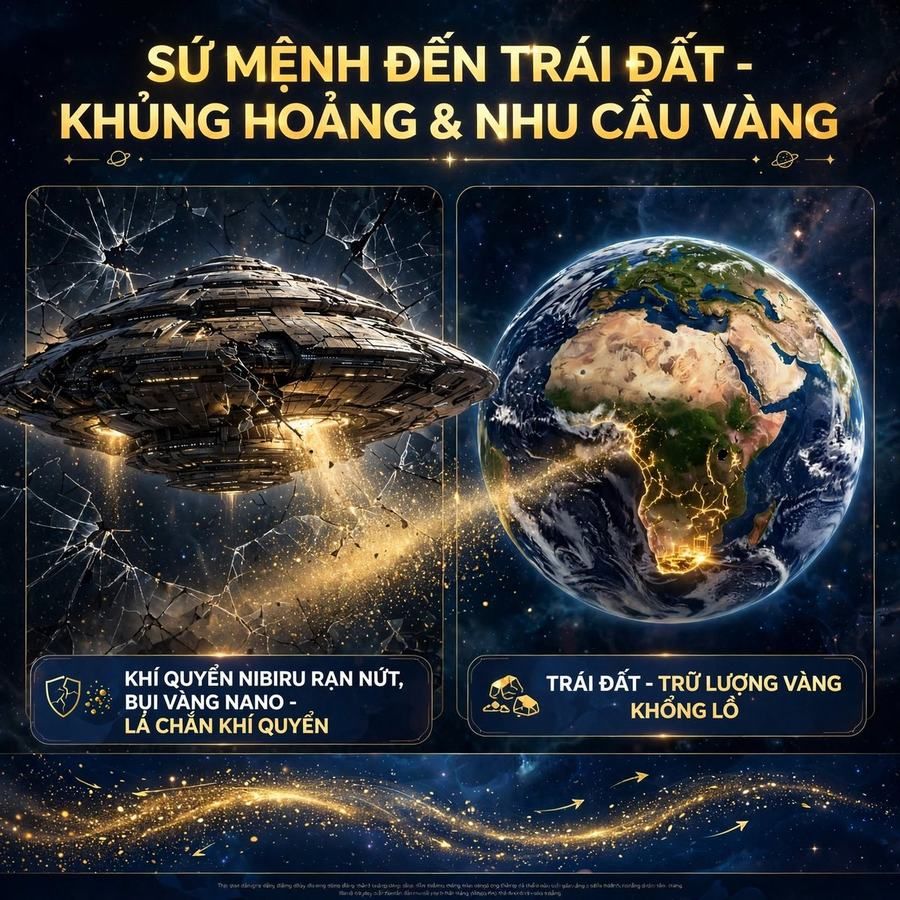 SỨ MỆNH ĐẾN TRÁI ĐẤT -
KHỦNG HOẢNG & NHU CẦU VÀNG
KHÍ QUYỂN NIBIRU RẠN NỨT,
BỤI VÀNG NANO -
LÁ CHẮN KHÍ QUYỂN
TRÁI ĐẤT - TRỮ LƯỢNG VÀNG
KHỔNG LỒ